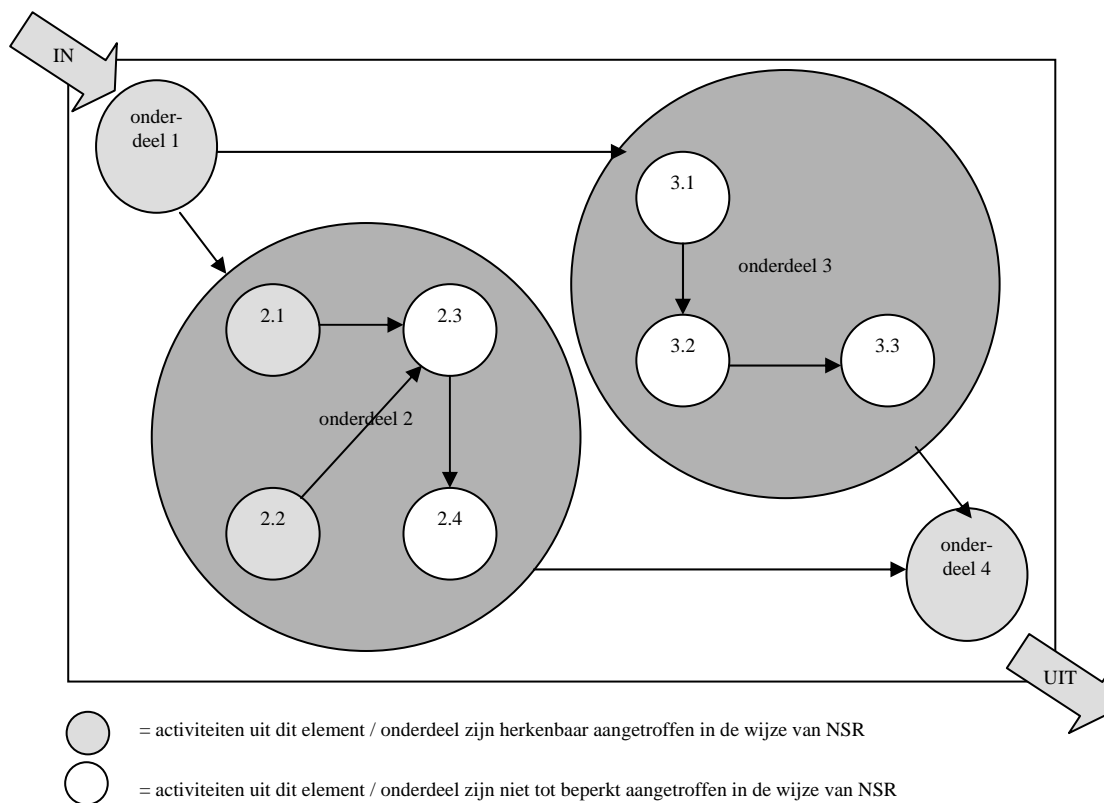 IN
onder-
deel 1
3.1
onderdeel 3
2.1
2.3
3.2
3.3
onderdeel 2
2.2
2.4
onder-
deel 4
UIT
= activiteiten uit dit element / onderdeel zijn herkenbaar aangetroffen in de wijze van NSR
= activiteiten uit dit element / onderdeel zijn niet tot beperkt aangetroffen in de wijze van NSR